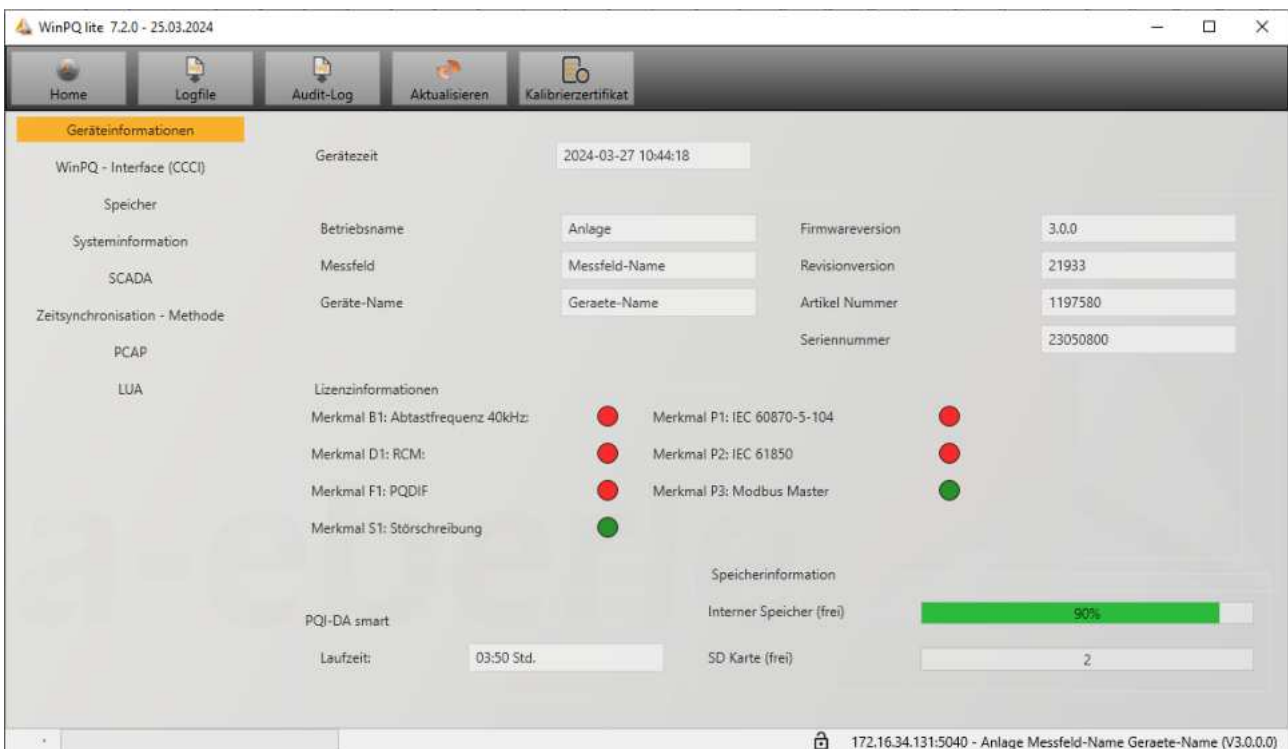 WinPQ lite 7.2.0 - 25.03.2024
Home Logfile Audit-Log Aktualisieren Kalibrierzertifikat
Geräteinformationen
WinPQ - Interface (CCCI)
Speicher
Systeminformation
SCADA
Zeitsynchronisation - Methode
PCAP
LUA
Gerätezeit 2024-03-27 10:44:18
Betriebsname Anlage Firmwareversion 3.0.0
Messfeld Messfeld-Name Revisionversion 21933
Geräte-Name Geraete-Name Artikel Nummer 1197580
Seriennummer 23050800
Lizenzinformationen
Merkmal B1: Abtastfrequenz 40kHz: Merkmal P1: IEC 60870-5-104
Merkmal D1: RCM: Merkmal P2: IEC 61850
Merkmal F1: PQDIF Merkmal P3: Modbus Master
Merkmal S1: Störschreibung
Speicherinformation
Interner Speicher (frei) 90%
PQI-DA smart
Laufzeit: 03:50 Std. SD Karte (frei) 2
172.16.34.131:5040 - Anlage Messfeld-Name Geraete-Name (V3.0.0.0)